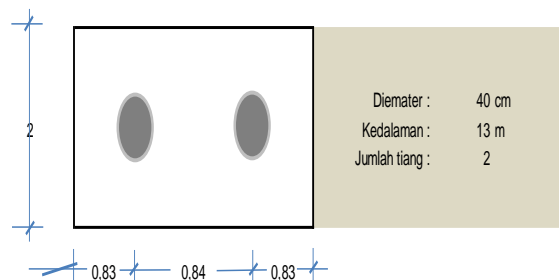 Diemater : 40 cm
Kedalaman : 13 m
Jumlah tiang : 2
2
0.83 0.84 0.83